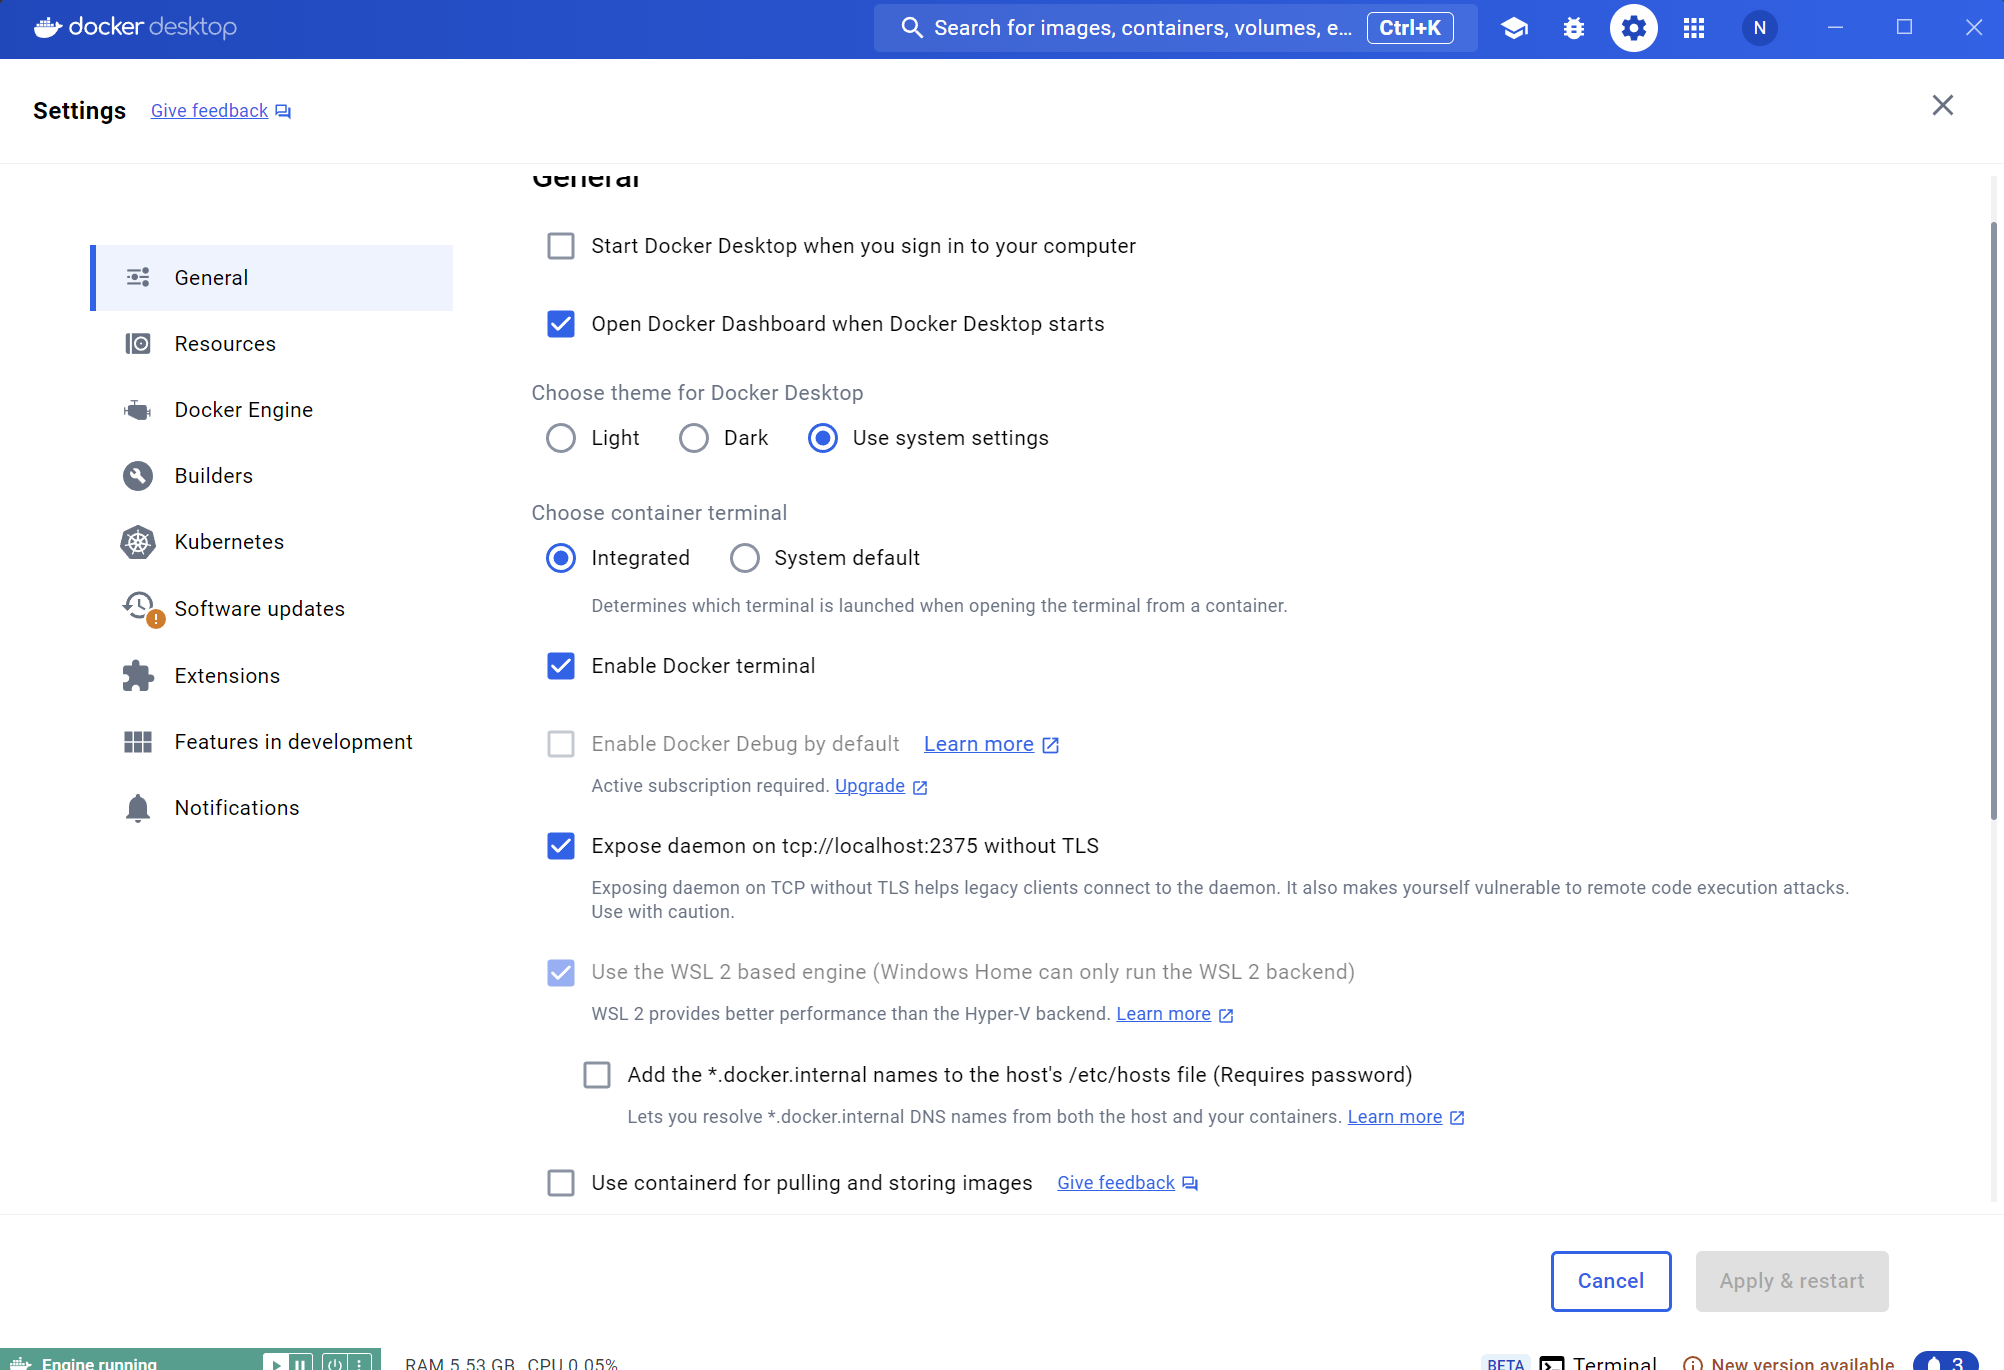 docker desktop
Search for images, containers, volumes, e... Ctrl+K
N
Settings Give feedback
General
General
Resources
Docker Engine
Builders
Kubernetes
Software updates
Extensions
Features in development
Notifications
Start Docker Desktop when you sign in to your computer
Open Docker Dashboard when Docker Desktop starts
Choose theme for Docker Desktop
Light Dark Use system settings
Choose container terminal
Integrated System default
Determines which terminal is launched when opening the terminal from a container.
Enable Docker terminal
Enable Docker Debug by default Learn more
Active subscription required. Upgrade
Expose daemon on tcp://localhost:2375 without TLS
Exposing daemon on TCP without TLS helps legacy clients connect to the daemon. It also makes yourself vulnerable to remote code execution attacks.
Use with caution.
Use the WSL 2 based engine (Windows Home can only run the WSL 2 backend)
WSL 2 provides better performance than the Hyper-V backend. Learn more
Add the *.docker.internal names to the host's /etc/hosts file (Requires password)
Lets you resolve *.docker.internal DNS names from both the host and your containers. Learn more
Use containerd for pulling and storing images Give feedback
Cancel Apply & restart
Engine running RAM 5.53 GB CPU 0.05% BETA Terminal New version available 3